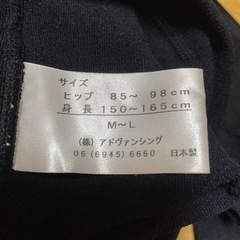 サイズ
ヒップ 85～98cm
身長 150～165cm
M～L
(株) アドヴァンシング
06 (6945) 6660 日本製